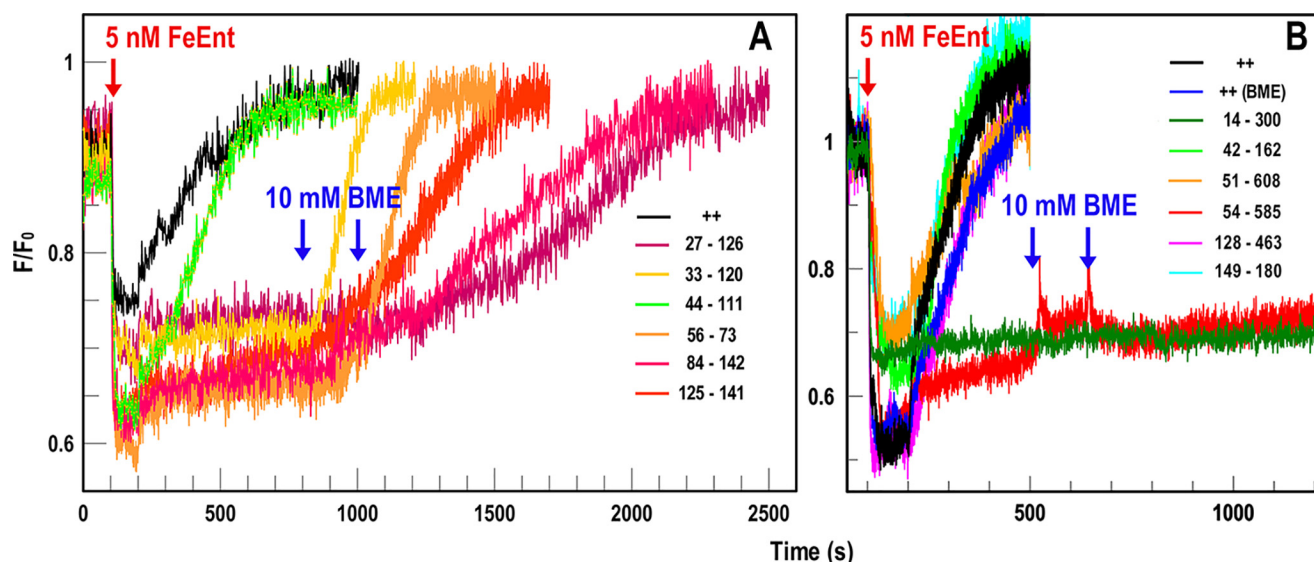 5 nM FeEnt
A
1
F/F0
0.8
0.6
10 mM BME
++
27 - 126
33 - 120
44 - 111
56 - 73
84 - 142
125 - 141
0
500
1000
1500
2000
2500
5 nM FeEnt
B
1
0.8
0.6
10 mM BME
++
++ (BME)
14 - 300
42 - 162
51 - 608
54 - 585
128 - 463
149 - 180
500
1000
Time (s)